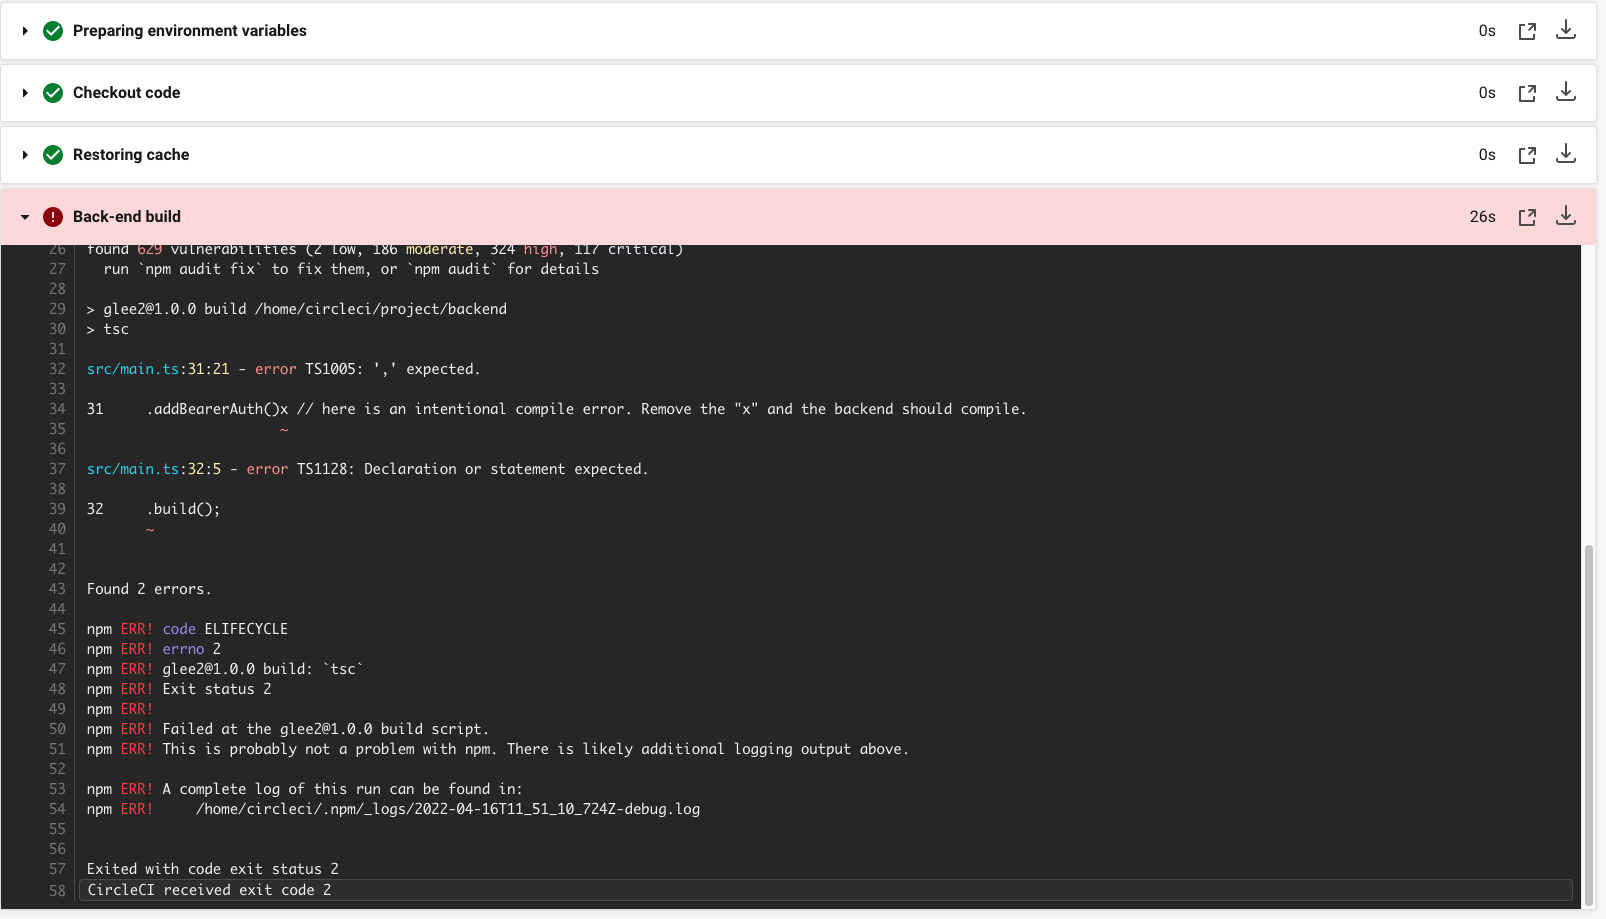 Preparing environment variables 0s
Checkout code 0s
Restoring cache 0s
Back-end build 26s
26 found 629 vulnerabilities (2 low, 186 moderate, 324 high, 117 critical)
27 run `npm audit fix` to fix them, or `npm audit` for details
28
29 > glee2@1.0.0 build /home/circleci/project/backend
30 > tsc
31
32 src/main.ts:31:21 - error TS1005: ',' expected.
33
34 31     .addBearerAuth()x // here is an intentional compile error. Remove the "x" and the backend should compile.
35 ~
36
37 src/main.ts:32:5 - error TS1128: Declaration or statement expected.
38
39 32     .build();
40 ~
41
42
43 Found 2 errors.
44
45 npm ERR! code ELIFECYCLE
46 npm ERR! errno 2
47 npm ERR! glee2@1.0.0 build: `tsc`
48 npm ERR! Exit status 2
49 npm ERR!
50 npm ERR! Failed at the glee2@1.0.0 build script.
51 npm ERR! This is probably not a problem with npm. There is likely additional logging output above.
52
53 npm ERR! A complete log of this run can be found in:
54 npm ERR!     /home/circleci/.npm/_logs/2022-04-16T11_51_10_724Z-debug.log
55
56
57 Exited with code exit status 2
58 CircleCI received exit code 2